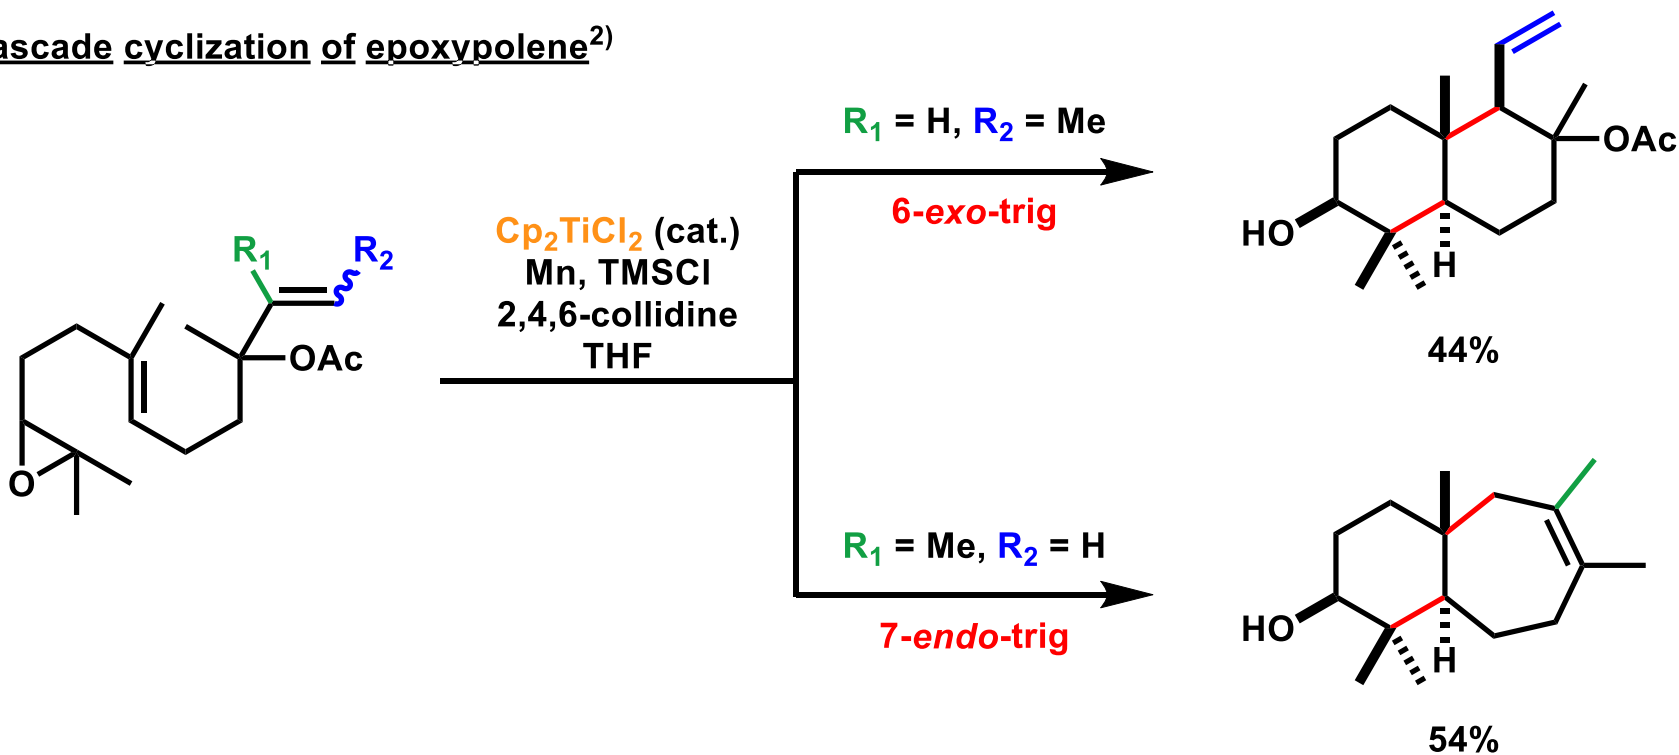 ascade cyclization of epoxypolene2)
R1 = H, R2 = Me
6-exo-trig
Cp2TiCl2 (cat.)
Mn, TMSCl
2,4,6-collidine
THF
R1
R2
OAc
O
HO
H
OAc
44%
R1 = Me, R2 = H
7-endo-trig
HO
H
54%